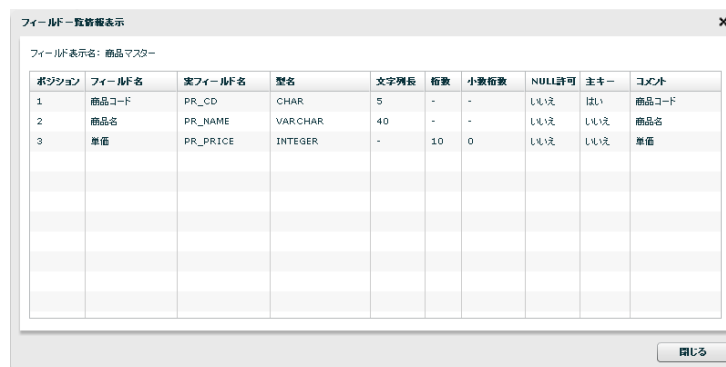 フィールド一覧情報表示
フィールド表示名: 商品マスター
ポジション フィールド名 実フィールド名 型名 文字列長 桁数 小数桁数 NULL許可 主キー コメント
1 商品コード PR_CD CHAR 5 - - いいえ はい 商品コード
2 商品名 PR_NAME VARCHAR 40 - - いいえ いいえ 商品名
3 単価 PR_PRICE INTEGER - 10 0 いいえ いいえ 単価
閉じる